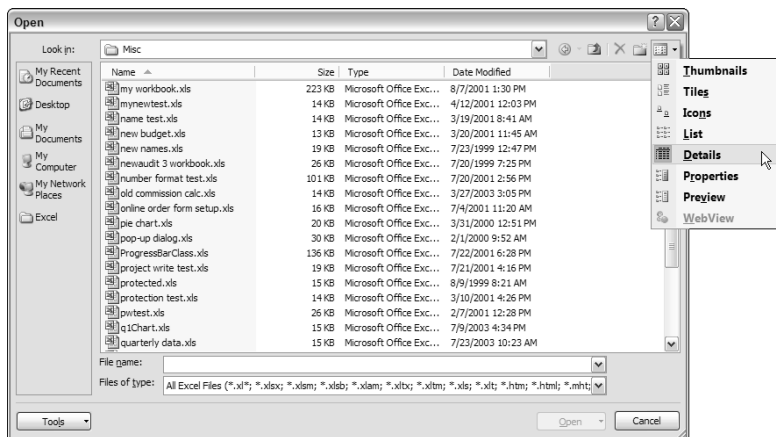 Open
Look in: Misc
My Recent Documents
Desktop
My Documents
My Computer
My Network Places
Excel
Name Size Type Date Modified
my workbook.xls 223 KB Microsoft Office Exc... 8/7/2001 1:30 PM
mynewtest.xls 14 KB Microsoft Office Exc... 4/12/2001 12:03 PM
name test.xls 14 KB Microsoft Office Exc... 3/19/2001 8:41 AM
new budget.xls 13 KB Microsoft Office Exc... 3/20/2001 11:45 AM
new names.xls 19 KB Microsoft Office Exc... 7/23/1999 12:47 PM
newaudit 3 workbook.xls 26 KB Microsoft Office Exc... 7/20/1999 7:25 PM
number format test.xls 101 KB Microsoft Office Exc... 7/20/2001 2:56 PM
old commission calc.xls 14 KB Microsoft Office Exc... 3/27/2003 3:05 PM
online order form setup.xls 16 KB Microsoft Office Exc... 7/4/2001 11:20 AM
pie chart.xls 20 KB Microsoft Office Exc... 3/31/2000 12:51 PM
pop-up dialog.xls 30 KB Microsoft Office Exc... 2/1/2000 9:52 AM
ProgressBarClass.xls 136 KB Microsoft Office Exc... 7/22/2001 6:28 PM
project write test.xls 19 KB Microsoft Office Exc... 7/21/2001 4:16 PM
protected.xls 15 KB Microsoft Office Exc... 8/9/1999 8:21 AM
protection test.xls 14 KB Microsoft Office Exc... 3/10/2001 4:26 PM
pwtest.xls 26 KB Microsoft Office Exc... 2/7/2001 12:28 PM
q1Chart.xls 15 KB Microsoft Office Exc... 7/9/2003 4:34 PM
quarterly data.xls 15 KB Microsoft Office Exc... 7/23/2003 10:23 AM
Thumbnails
Tiles
Icons
List
Details
Properties
Preview
WebView
File name:
Files of type: All Excel Files (*.xl*; *.xlsx; *.xlsm; *.xlsb; *.xlam; *.xltx; *.xltm; *.xls; *.xlt; *.htm; *.html; *.mht;
Tools Open Cancel